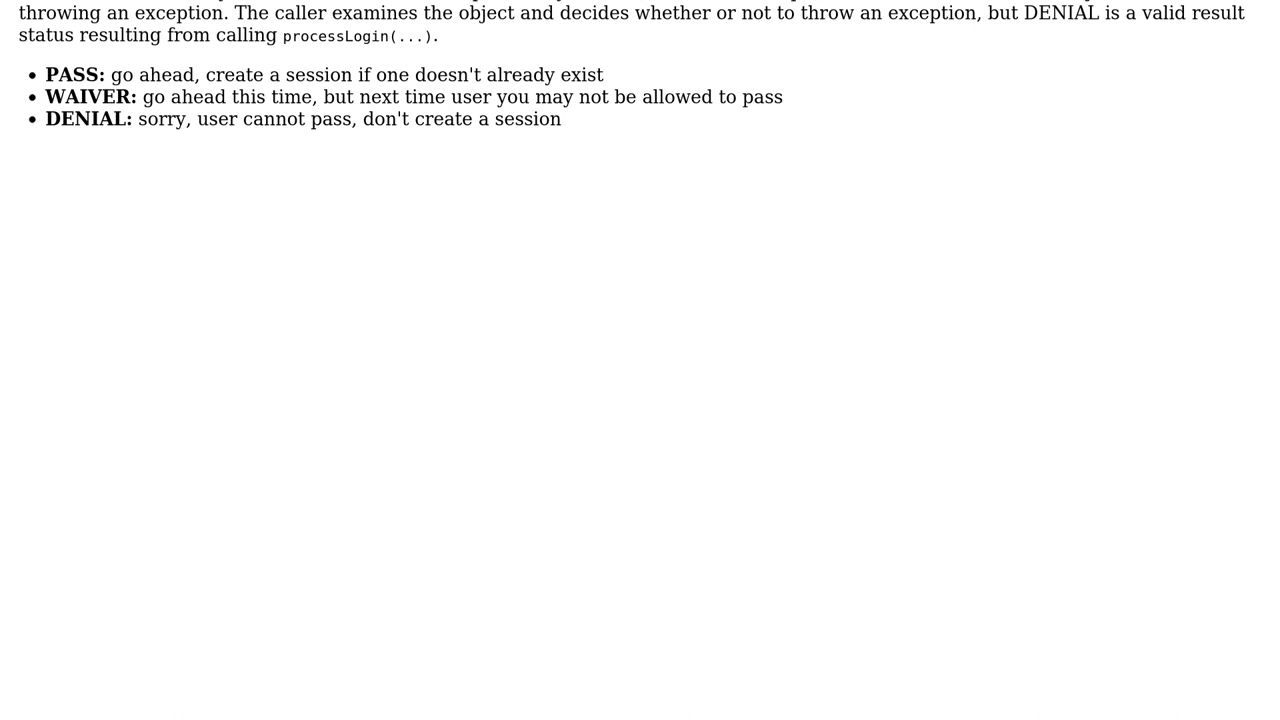 throwing an exception. The caller examines the object and decides whether or not to throw an exception, but DENIAL is a valid result
status resulting from calling processLogin(...).
• PASS: go ahead, create a session if one doesn't already exist
• WAIVER: go ahead this time, but next time user you may not be allowed to pass
• DENIAL: sorry, user cannot pass, don't create a session